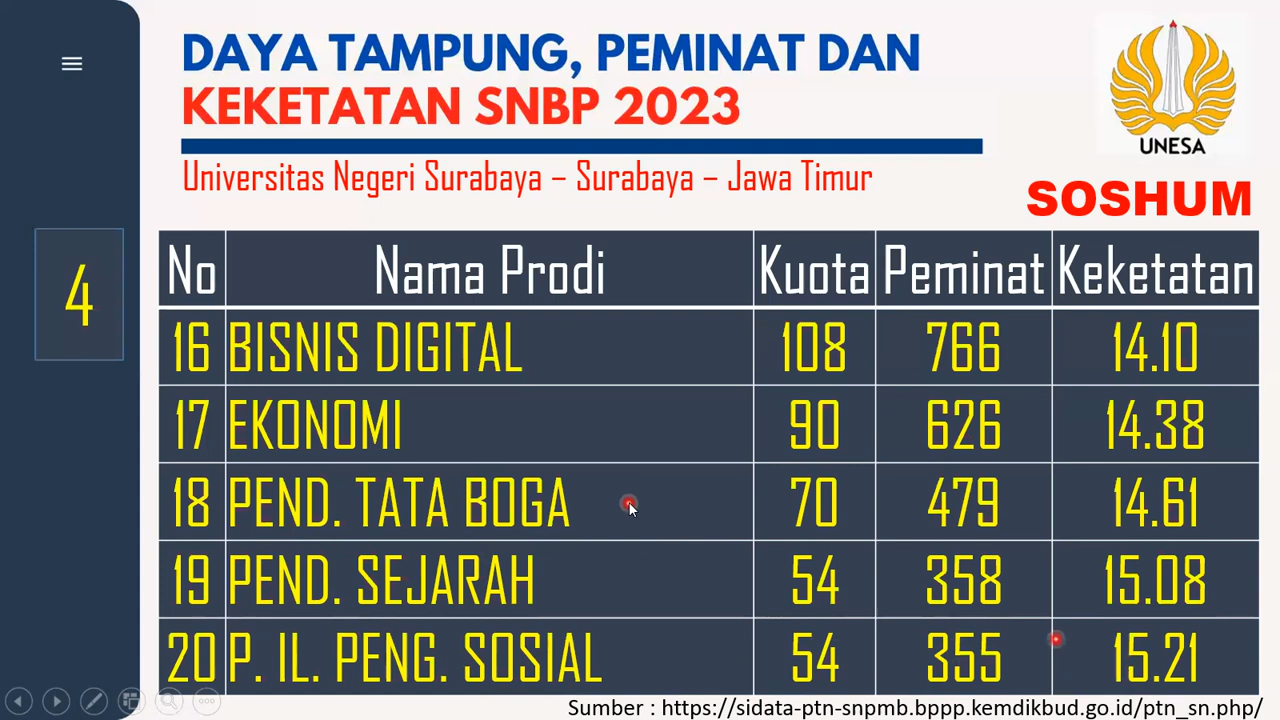 DAYA TAMPUNG, PEMINAT DAN
KEKETATAN SNBP 2023
UNESA
Universitas Negeri Surabaya – Surabaya – Jawa Timur
SOSHUM
4
No Nama Prodi Kuota Peminat Keketatan
16 BISNIS DIGITAL 108 766 14.10
17 EKONOMI 90 626 14.38
18 PEND. TATA BOGA 70 479 14.61
19 PEND. SEJARAH 54 358 15.08
20 P. IL. PENG. SOSIAL 54 355 15.21
Sumber : https://sidata-ptn-snpmb.bppp.kemdikbud.go.id/ptn_sn.php/